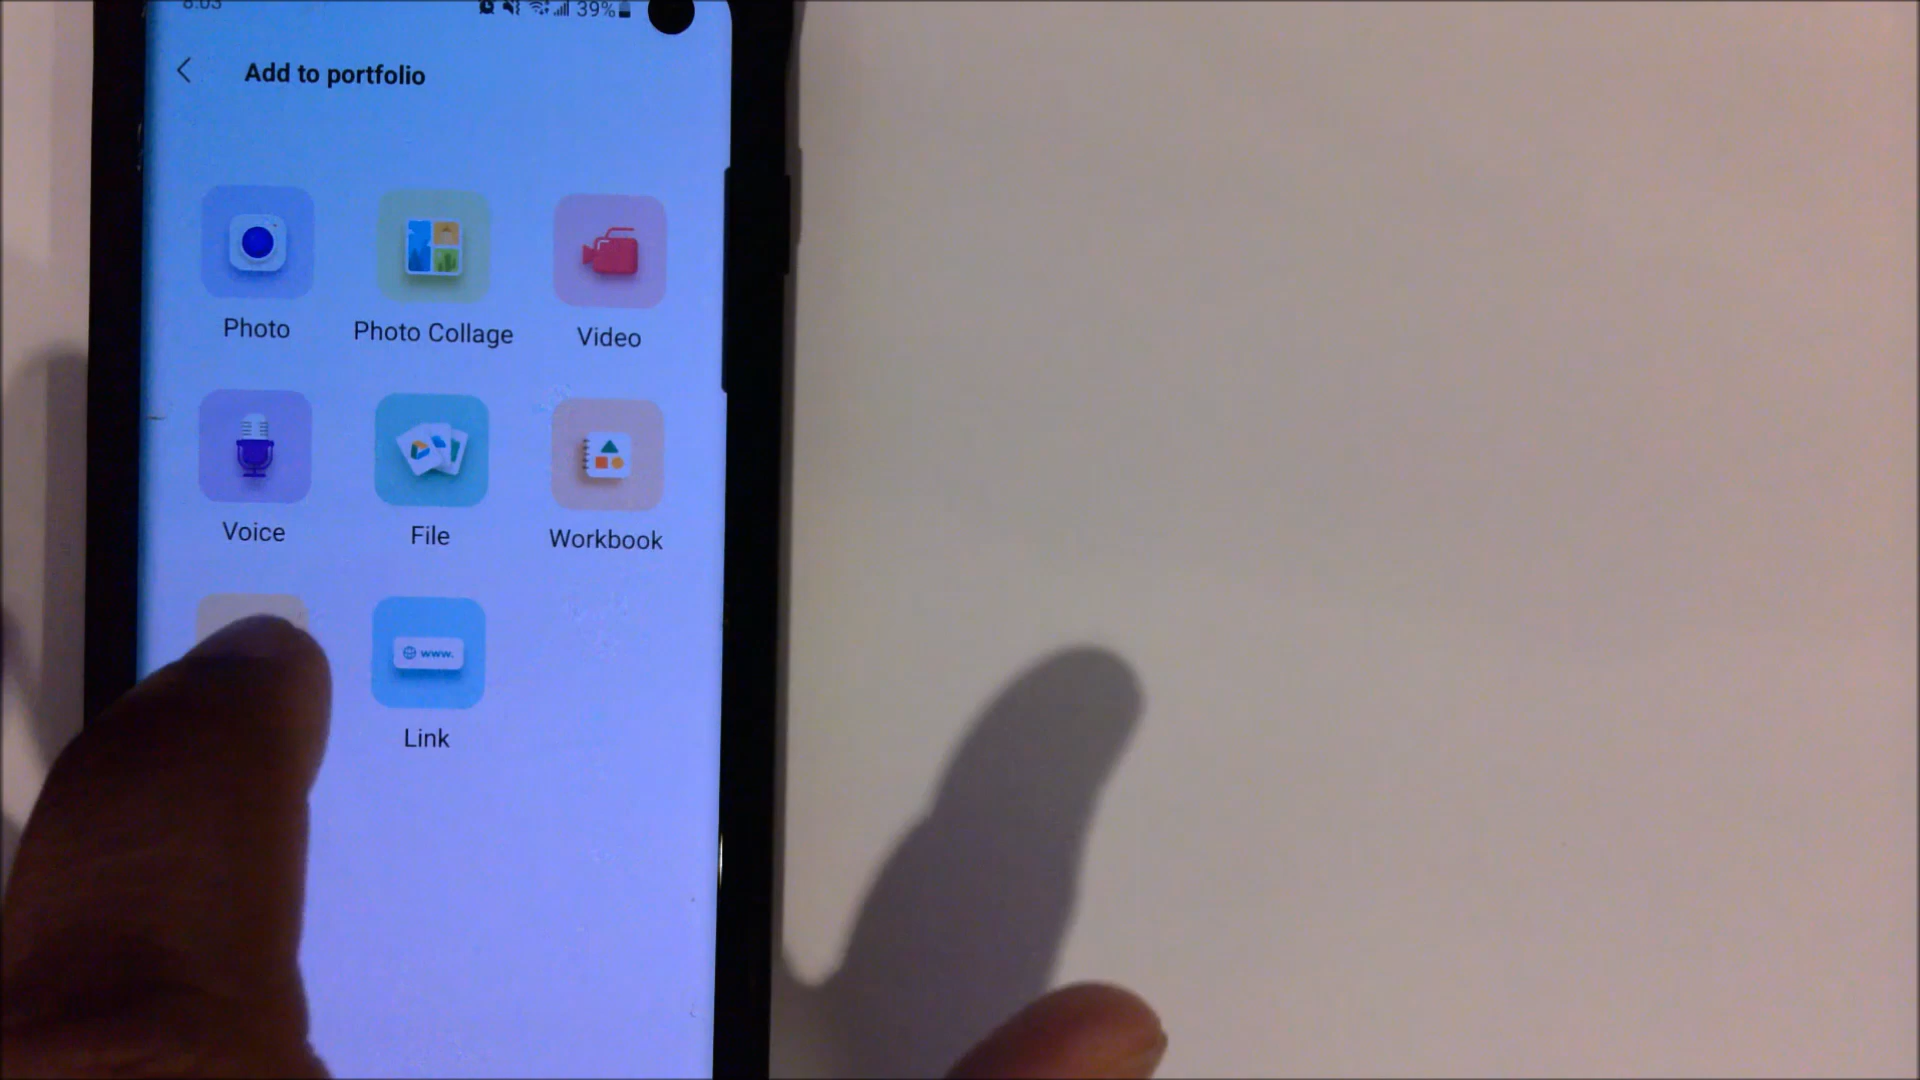 8:03 39%
Add to portfolio
Photo Photo Collage Video
Voice File Workbook
www.
Link